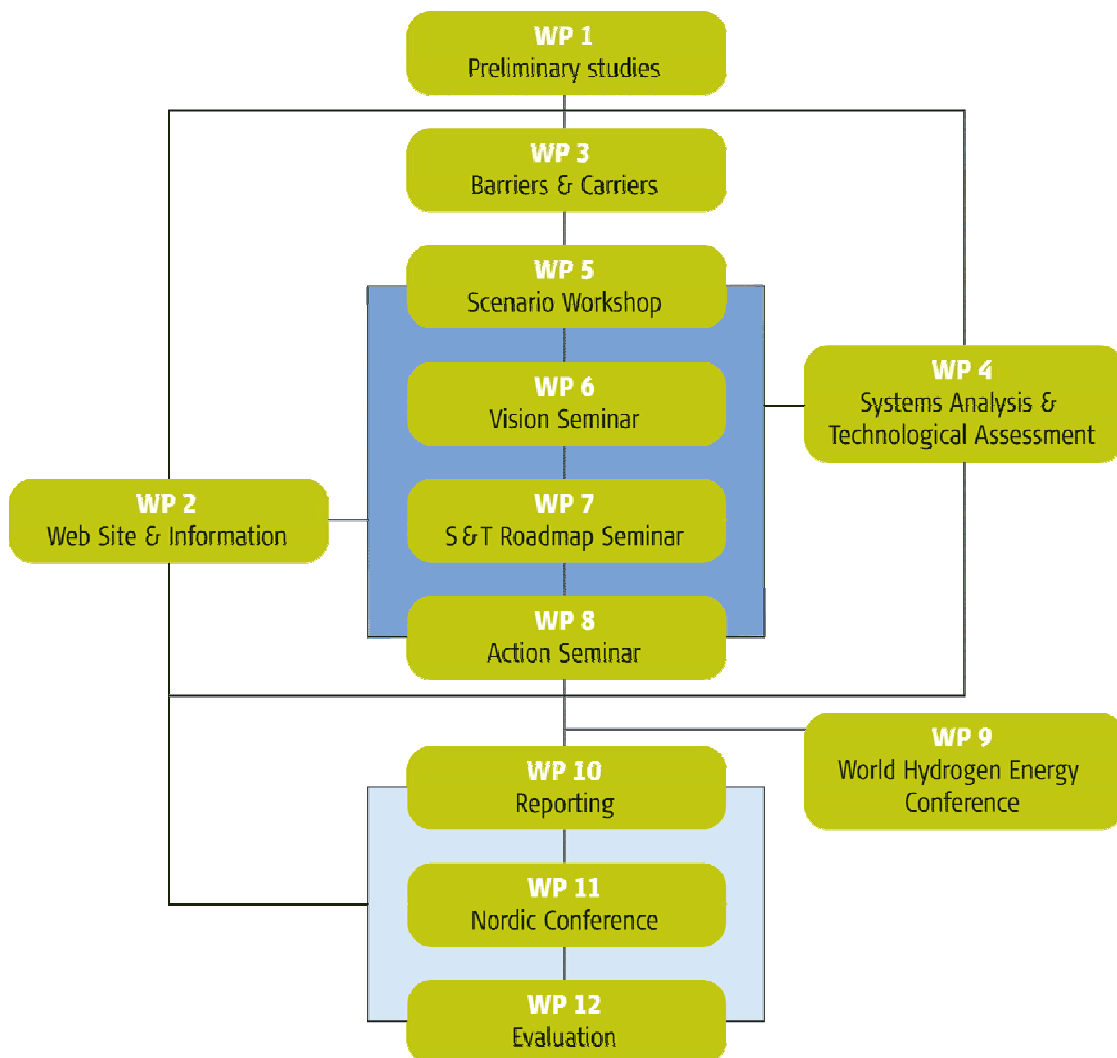 WP 1
Preliminary studies
WP 3
Barriers & Carriers
WP 5
Scenario Workshop
WP 4
Systems Analysis &
Technological Assessment
WP 6
Vision Seminar
WP 2
Web Site & Information
WP 7
S & T Roadmap Seminar
WP 8
Action Seminar
WP 9
World Hydrogen Energy
Conference
WP 10
Reporting
WP 11
Nordic Conference
WP 12
Evaluation